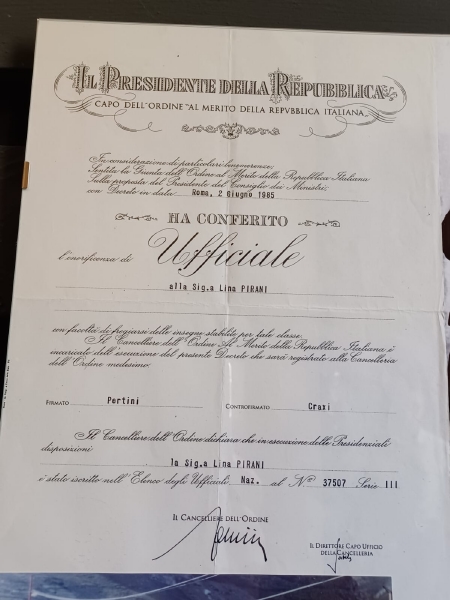 IL PRESIDENTE DELLA REPUBBLICA
CAPO DELL'ORDINE "AL MERITO DELLA REPVBBLICA ITALIANA"
In considerazione di particolari benemerenze;
Sentita la Giunta dell'Ordine al Merito della Repubblica Italiana
Sulla proposta del Presidente del Consiglio dei Ministri;
con Decreto in data Roma, 2 Giugno 1985
HA CONFERITO
l'onorificenza di Ufficiale
alla Sig.a Lina PIRANI
con facoltà di fregiarsi delle insegne stabilite per tale classe.
Il Cancelliere dell'Ordine Al Merito della Repubblica Italiana è
incaricato dell'esecuzione del presente Decreto che sarà registrato alla Cancelleria
dell'Ordine medesimo.
FIRMATO Pertini CONTROFIRMATO Craxi
Il Cancelliere dell'Ordine dichiara che in esecuzione delle Presidenziali
disposizioni
la Sig.a Lina PIRANI
è stato iscritto nell'Elenco degli Ufficiali Naz. al N° 37507 Serie III
IL CANCELLIERE DELL'ORDINE
IL DIRETTORE CAPO UFFICIO
DELLA CANCELLERIA